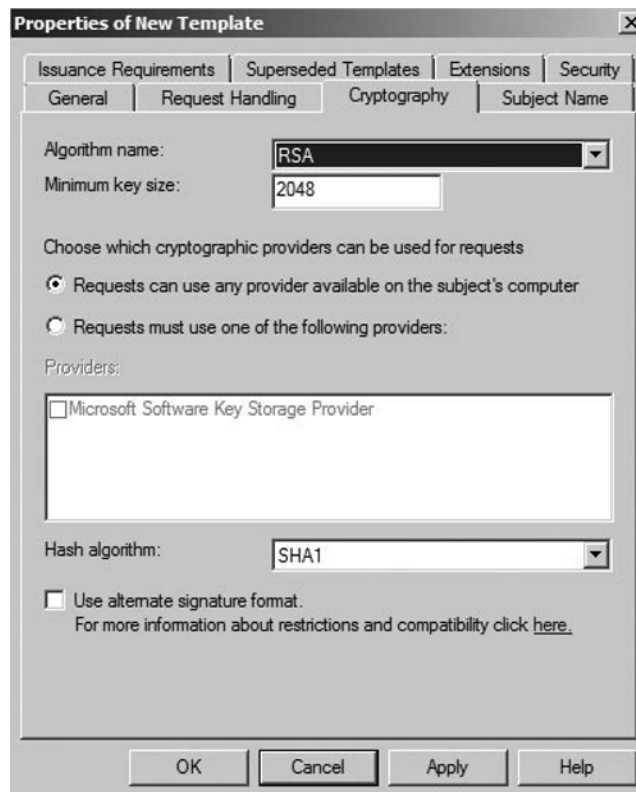 Properties of New Template
Issuance Requirements Superseded Templates Extensions Security
General Request Handling Cryptography Subject Name
Algorithm name: RSA
Minimum key size: 2048
Choose which cryptographic providers can be used for requests
Requests can use any provider available on the subject's computer
Requests must use one of the following providers:
Providers:
Microsoft Software Key Storage Provider
Hash algorithm: SHA1
Use alternate signature format.
For more information about restrictions and compatibility click here.
OK Cancel Apply Help